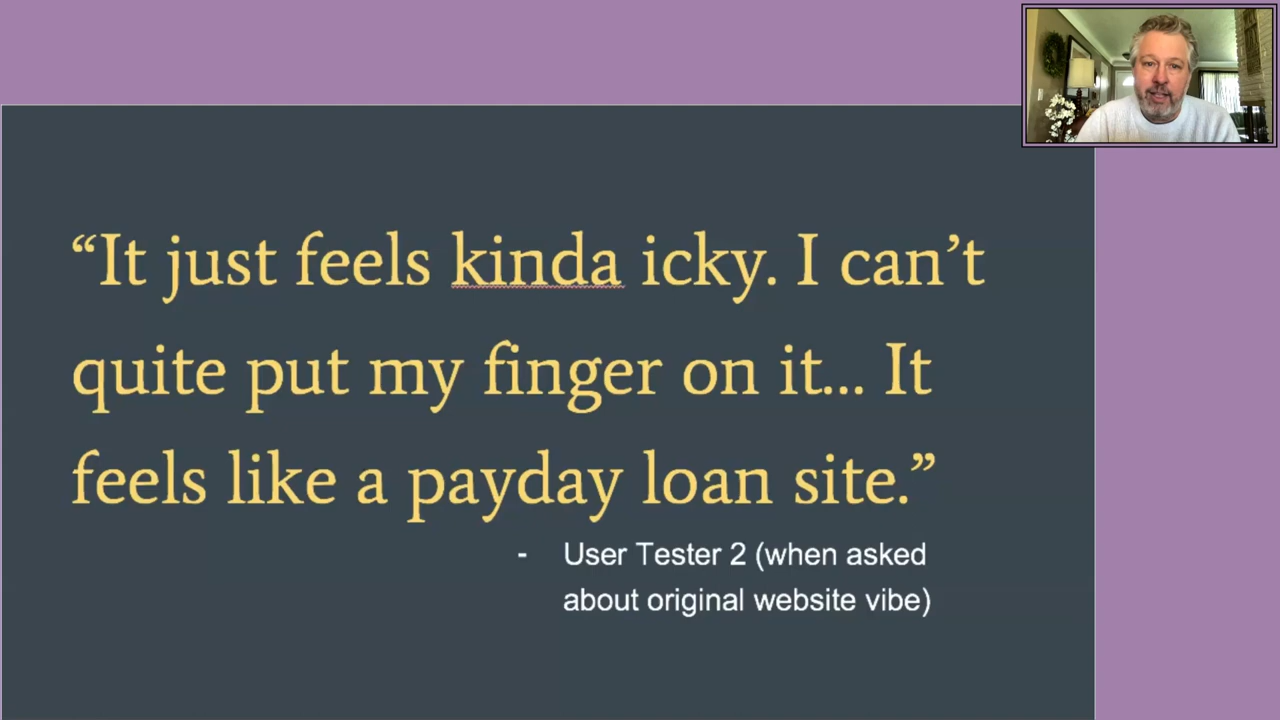 “It just feels kinda icky. I can’t
quite put my finger on it... It
feels like a payday loan site.”
- User Tester 2 (when asked
about original website vibe)